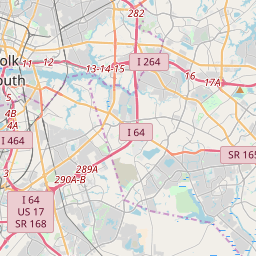 282
I 264
olk
11
12
13-14-15
16
17A
outh
5
4B
4A
I 64
I 464
SR 165
289A
290A-B
I 64
US 17
SR 168